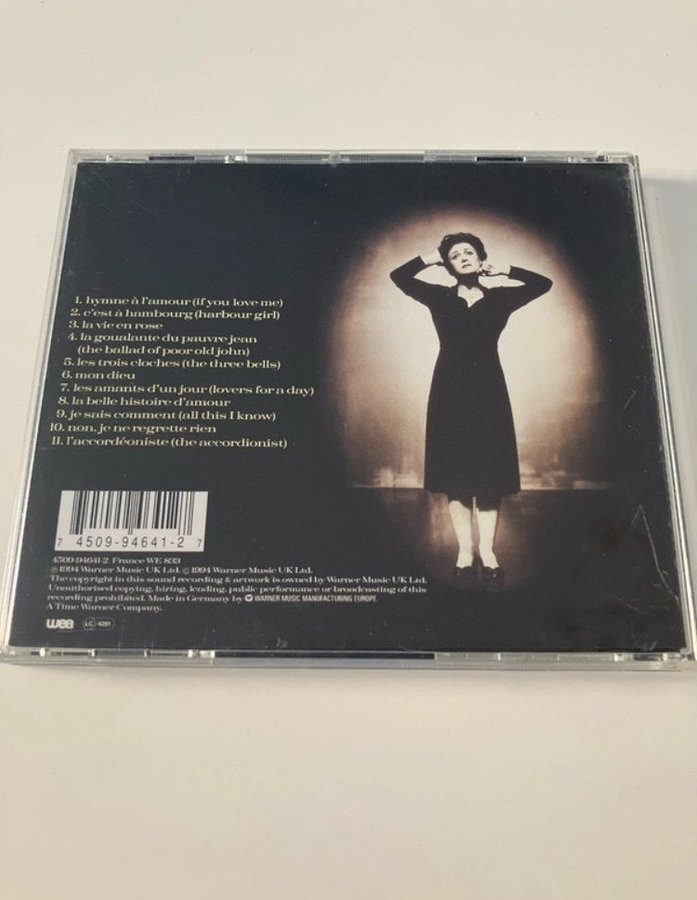 1. hymne à l'amour (if you love me)
2. c'est à hambourg (harbour girl)
3. la vie en rose
4. la goualante du pauvre jean
(the ballad of poor old john)
5. les trois cloches (the three bells)
6. mon dieu
7. les amants d'un jour (lovers for a day)
8. la belle histoire d'amour
9. je sais comment (all this I know)
10. non, je ne regrette rien
11. l'accordéoniste (the accordionist)
7 4509-94641-2 7
4509-94641-2 France WE 833
℗ 1994 Warner Music UK Ltd. © 1994 Warner Music UK Ltd.
The copyright in this sound recording & artwork is owned by Warner Music UK Ltd.
Unauthorised copying, hiring, lending, public performance or broadcasting of this
recording prohibited. Made in Germany by WARNER MUSIC MANUFACTURING EUROPE.
A Time Warner Company.
wea LC 4281